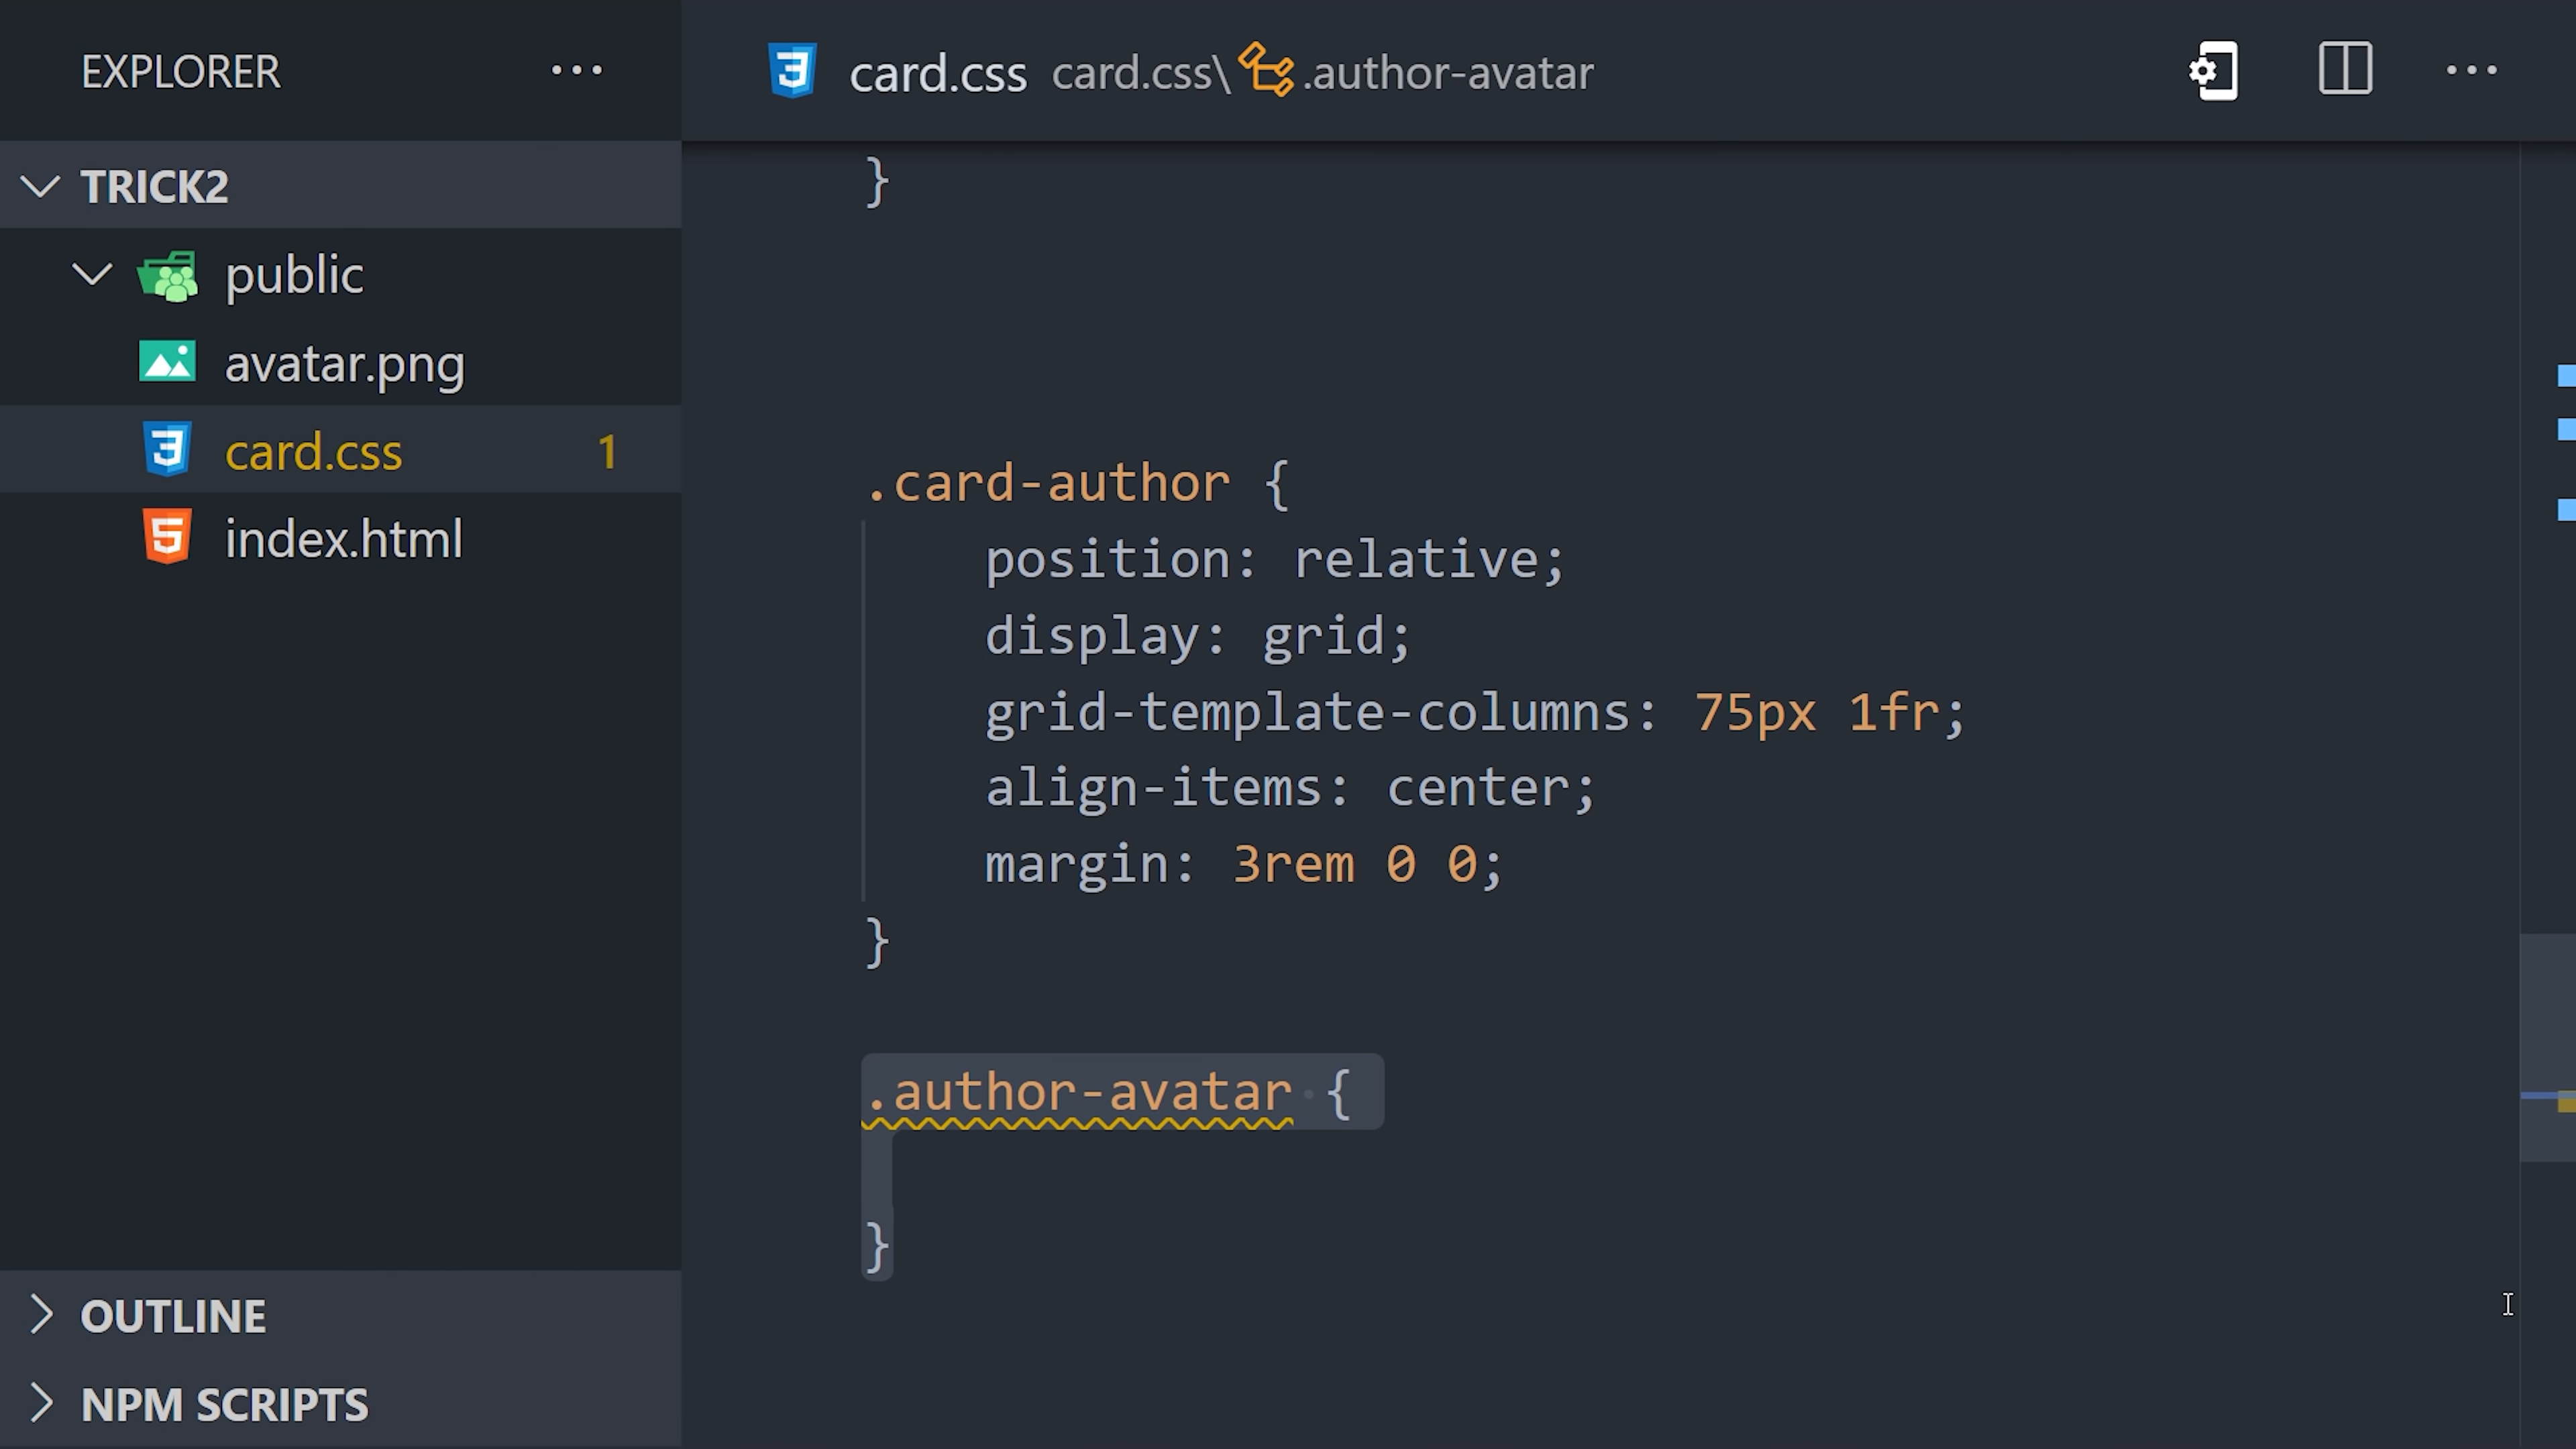 EXPLORER ···
TRICK2
public
avatar.png
card.css 1
index.html
OUTLINE
NPM SCRIPTS
card.css card.css\ .author-avatar ···
}
.card-author {
position: relative;
display: grid;
grid-template-columns: 75px 1fr;
align-items: center;
margin: 3rem 0 0;
}
.author-avatar {
}